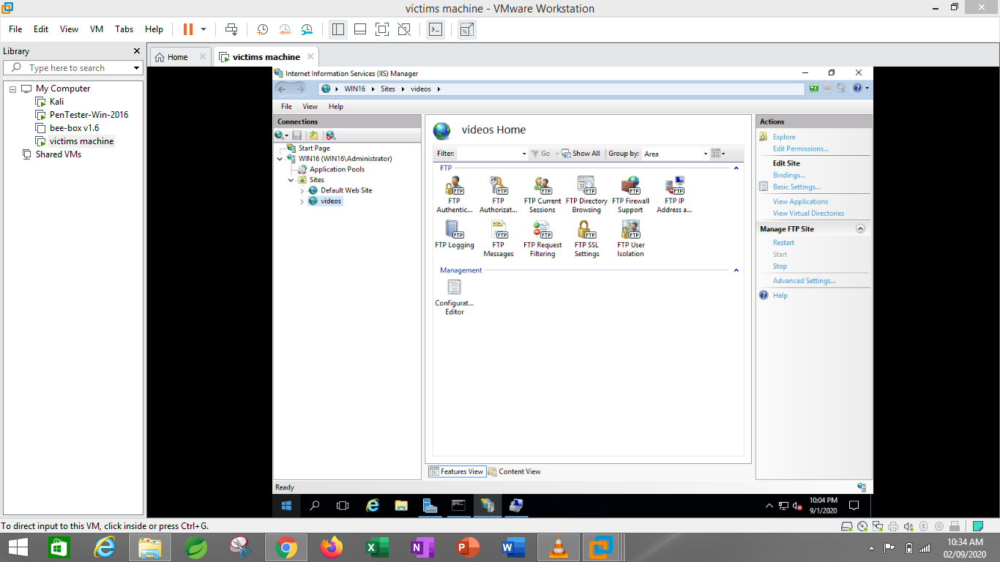 victims machine - VMware Workstation
File Edit View VM Tabs Help
Library
Type here to search
My Computer
Kali
PenTester-Win-2016
bee-box v1.6
victims machine
Shared VMs
Home
victims machine
Internet Information Services (IIS) Manager
WIN16 Sites videos
File View Help
Connections
Start Page
WIN16 (WIN16\Administrator)
Application Pools
Sites
Default Web Site
videos
videos Home
Filter: Go Show All Group by: Area
FTP
FTP Authentic...
FTP Authorizat...
FTP Current Sessions
FTP Directory Browsing
FTP Firewall Support
FTP IP Address a...
FTP Logging
FTP Messages
FTP Request Filtering
FTP SSL Settings
FTP User Isolation
Management
Configurat... Editor
Features View Content View
Ready
Actions
Explore
Edit Permissions...
Edit Site
Bindings...
Basic Settings...
View Applications
View Virtual Directories
Manage FTP Site
Restart
Start
Stop
Advanced Settings...
Help
10:04 PM
9/1/2020
To direct input to this VM, click inside or press Ctrl+G.
10:34 AM
02/09/2020